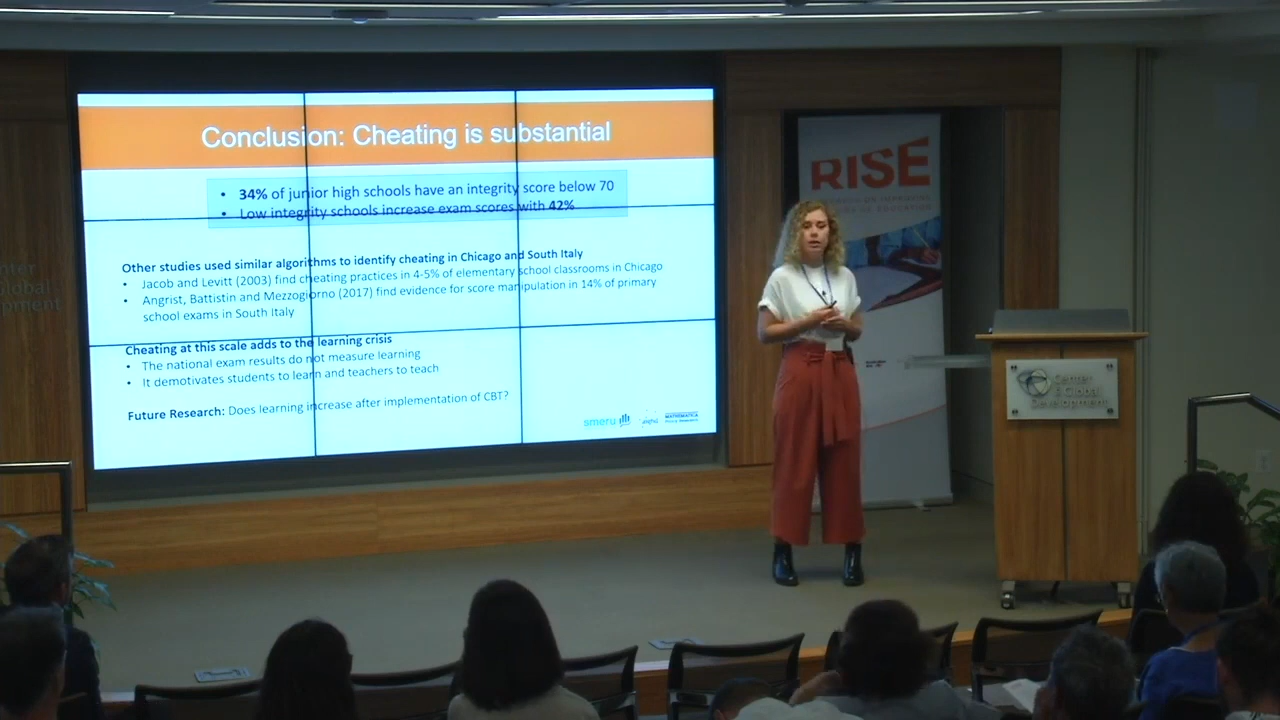 Conclusion: Cheating is substantial
• 34% of junior high schools have an integrity score below 70
• Low integrity schools increase exam scores with 42%
Other studies used similar algorithms to identify cheating in Chicago and South Italy
• Jacob and Levitt (2003) find cheating practices in 4-5% of elementary school classrooms in Chicago
• Angrist, Battistin and Mezzogiorno (2017) find evidence for score manipulation in 14% of primary
school exams in South Italy
Cheating at this scale adds to the learning crisis
• The national exam results do not measure learning
• It demotivates students to learn and teachers to teach
Future Research: Does learning increase after implementation of CBT?
smeru
MATHEMATICA
RISE
Center
Global
Development